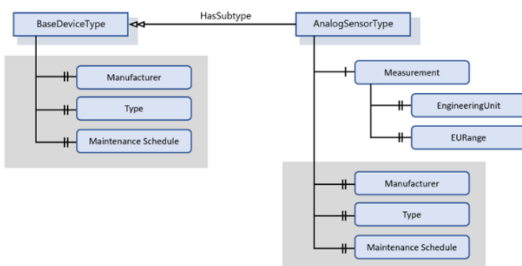 BaseDeviceType
HasSubtype
AnalogSensorType
Manufacturer
Type
Maintenance Schedule
Measurement
EngineeringUnit
EURange
Manufacturer
Type
Maintenance Schedule